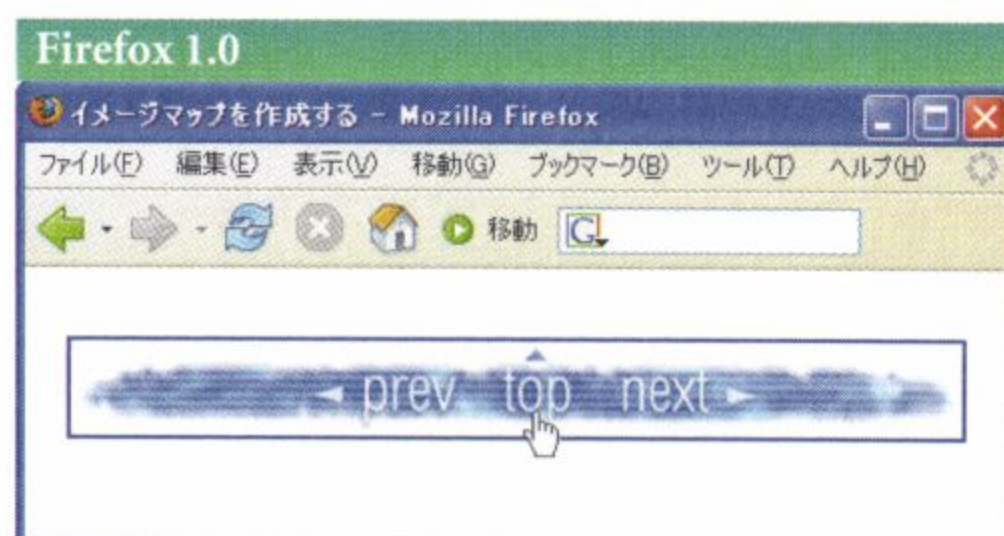 Firefox 1.0
イメージマップを作成する - Mozilla Firefox
ファイル(F) 編集(E) 表示(V) 移動(G) ブックマーク(B) ツール(T) ヘルプ(H)
移動 G
prev top next